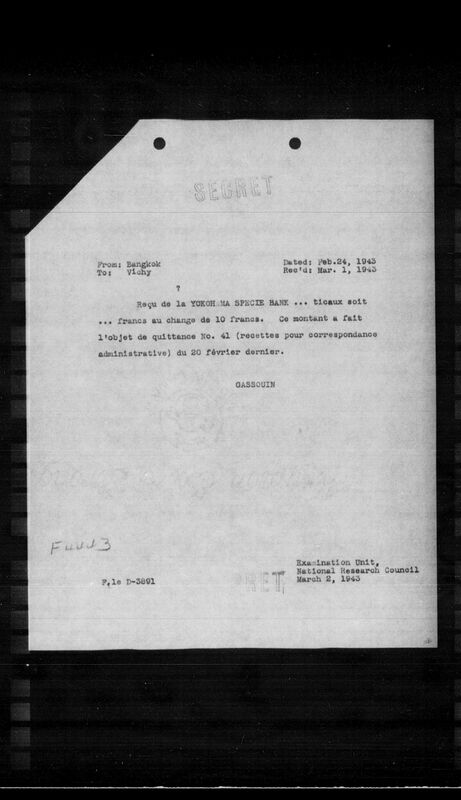 SECRET
From: Bangkok Dated: Feb.24, 1943
To: Vichy Rec'd: Mar. 1, 1943
?
Reçu de la YOKOHAMA SPECIE BANK ... ticaux soit
... francs au change de 10 francs. Ce montant a fait
l'objet de quittance No. 41 (recettes pour correspondance
administrative) du 20 février dernier.
GASSOUIN
F4443
Examination Unit,
National Research Council
File D-3891 RET March 2, 1943